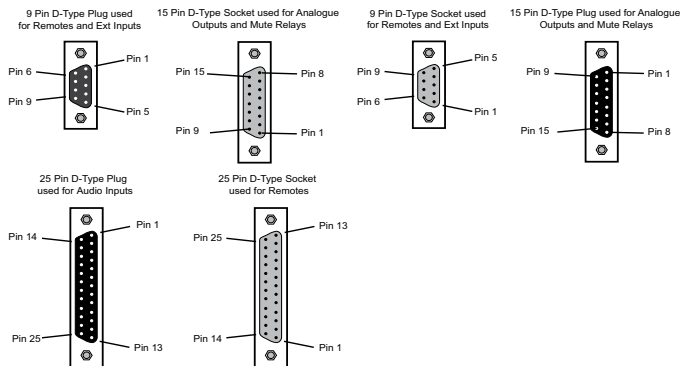 9 Pin D-Type Plug used
for Remotes and Ext Inputs
Pin 1
Pin 6
Pin 9
Pin 5
15 Pin D-Type Socket used for Analogue
Outputs and Mute Relays
Pin 15
Pin 8
Pin 9
Pin 1
9 Pin D-Type Socket used
for Remotes and Ext Inputs
Pin 5
Pin 9
Pin 6
Pin 1
15 Pin D-Type Plug used for Analogue
Outputs and Mute Relays
Pin 9
Pin 1
Pin 15
Pin 8
25 Pin D-Type Plug
used for Audio Inputs
Pin 1
Pin 14
Pin 25
Pin 13
25 Pin D-Type Socket
used for Remotes
Pin 13
Pin 25
Pin 14
Pin 1